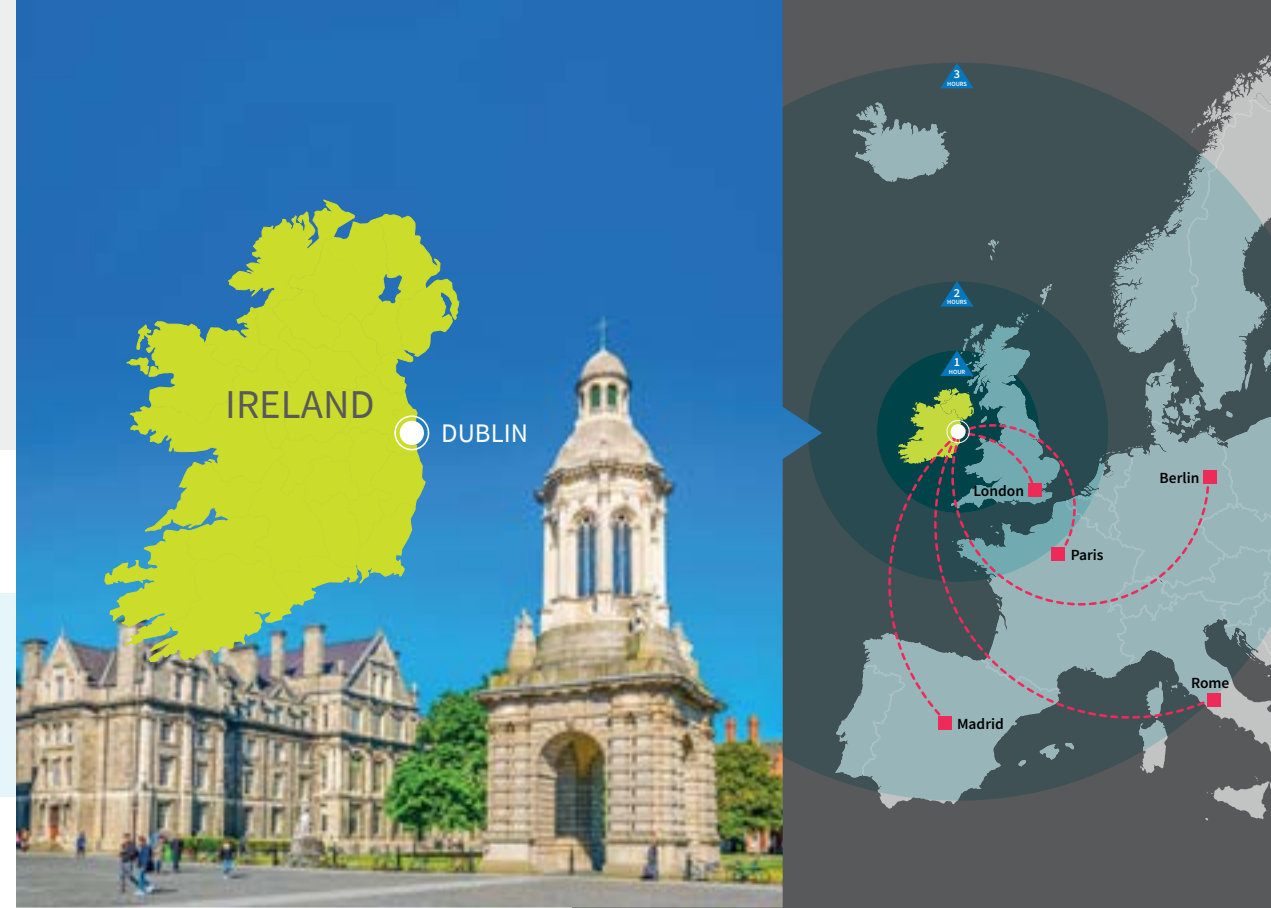 IRELAND
DUBLIN
3
HOURS
2
HOURS
1
HOUR
London
Berlin
Paris
Rome
Madrid